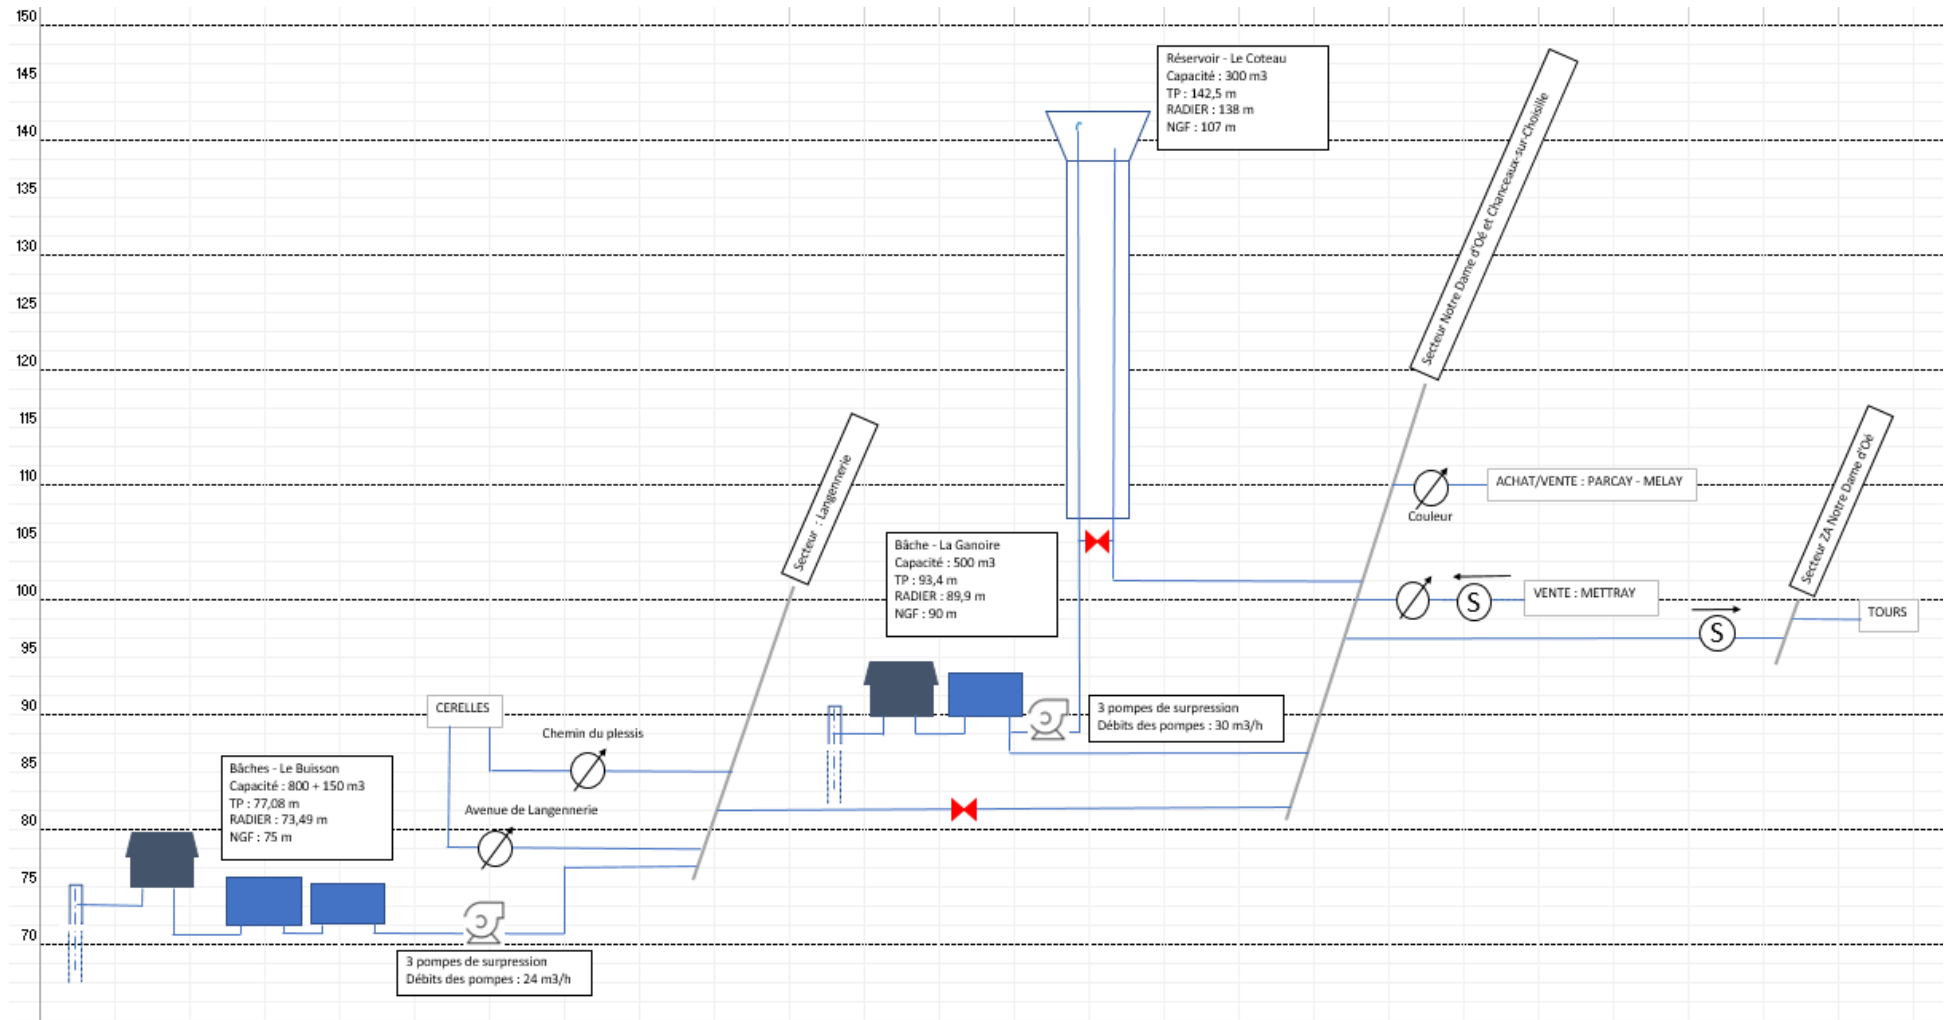 150
145
140
135
130
125
120
115
110
105
100
95
90
85
80
75
70
Réservoir - Le Coteau
Capacité : 300 m3
TP : 142,5 m
RADIER : 138 m
NGF : 107 m
Secteur Notre Dame d'Oé et Chanceaux-sur-Choisille
Secteur : Langennerie
ACHAT/VENTE : PARCAY - MELAY
Couleur
Secteur ZA Notre Dame d'Oé
Bâche - La Ganoire
Capacité : 500 m3
TP : 93,4 m
RADIER : 89,9 m
NGF : 90 m
S
VENTE : METTRAY
S
TOURS
CERELLES
Chemin du plessis
3 pompes de surpression
Débits des pompes : 30 m3/h
Bâches - Le Buisson
Capacité : 800 + 150 m3
TP : 77,08 m
RADIER : 73,49 m
NGF : 75 m
Avenue de Langennerie
3 pompes de surpression
Débits des pompes : 24 m3/h